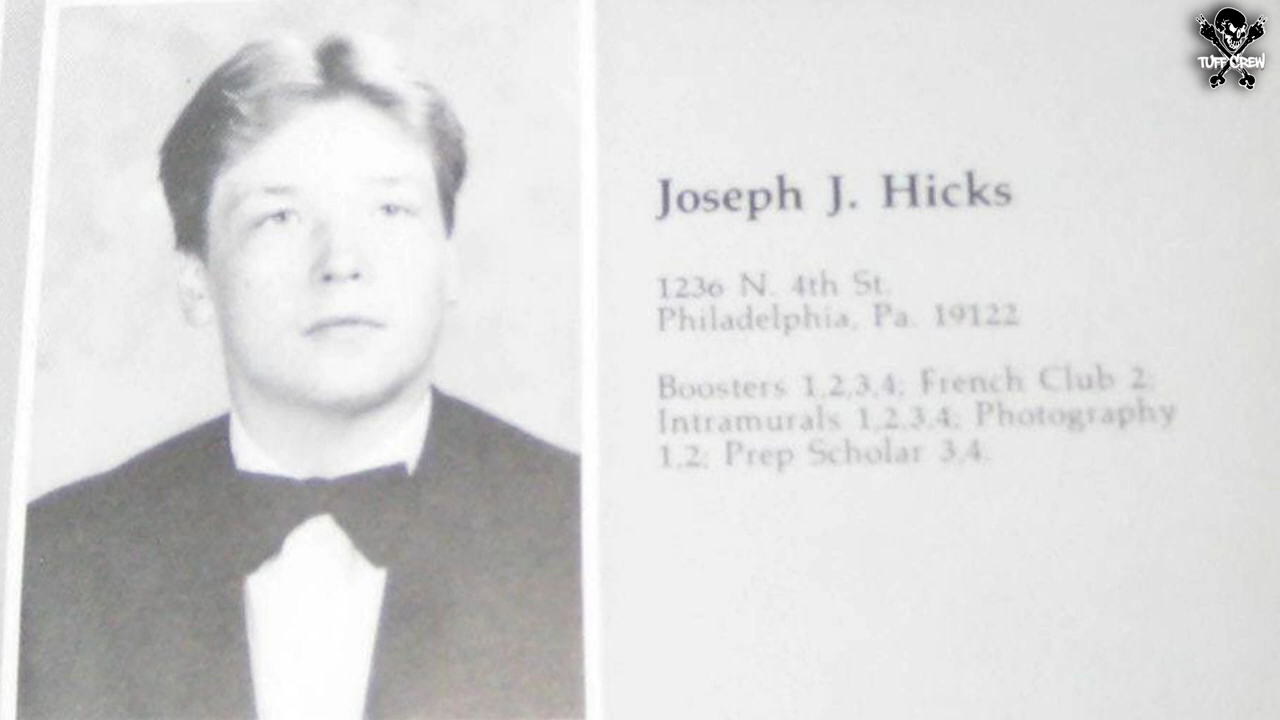 TUFF CREW
Joseph J. Hicks
1236 N. 4th St.
Philadelphia, Pa. 19122
Boosters 1,2,3,4; French Club 2;
Intramurals 1,2,3,4; Photography
1,2; Prep Scholar 3,4.